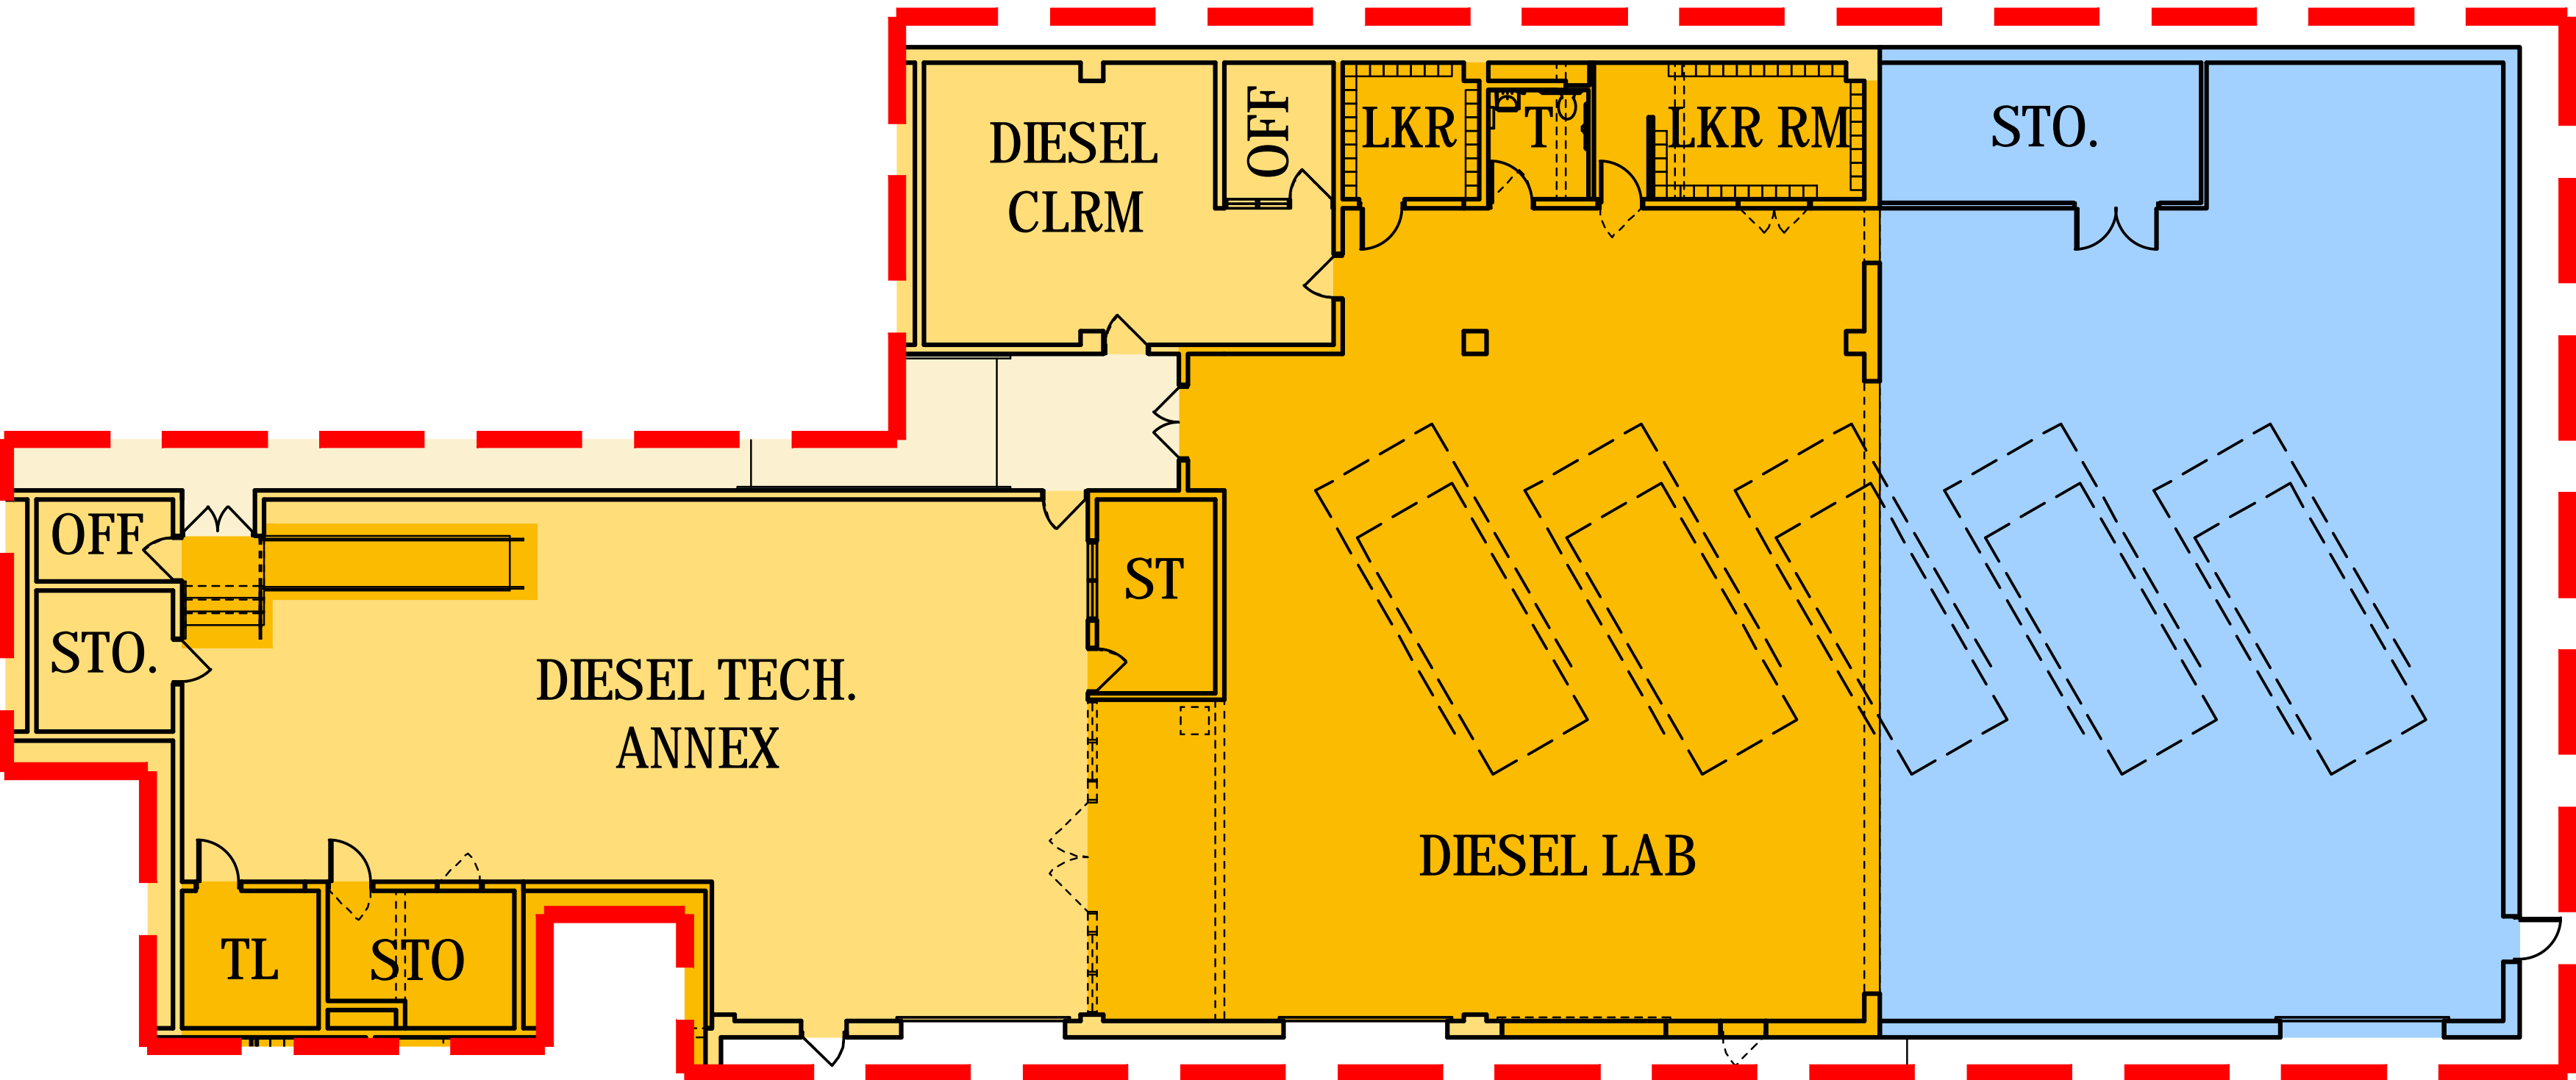 DIESEL
CLRM
OFF
LKR
T
LKR RM
STO.
OFF
STO.
ST
DIESEL TECH.
ANNEX
DIESEL LAB
TL
STO